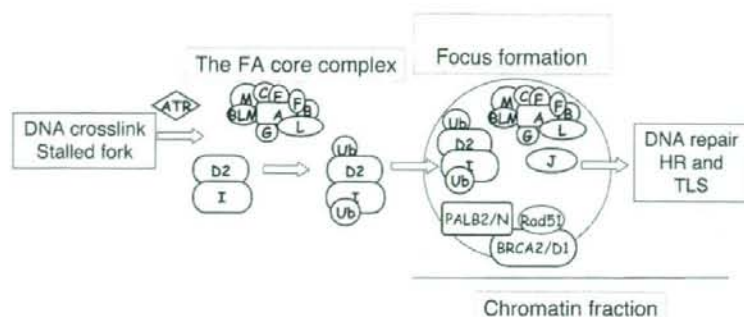 The FA core complex
Focus formation
ATR
DNA crosslink
Stalled fork
M
C
F
F
B
BLM
A
L
G
D2
I
Ub
D2
I
Ub
M
C
F
F
B
BLM
A
L
G
Ub
D2
I
Ub
J
PALB2/N
Rad51
BRCA2/D1
DNA repair
HR and
TLS
Chromatin fraction